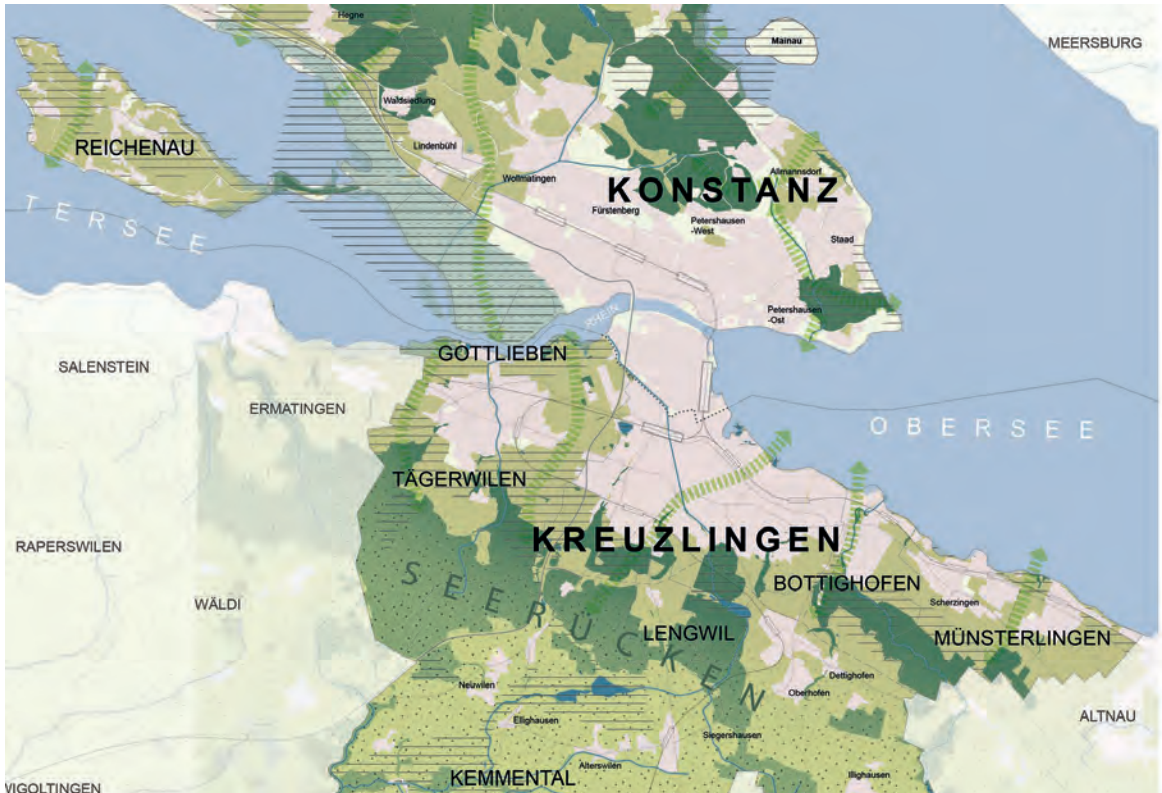 Hegne
Mainau
MEERSBURG
Waldsiedlung
REICHENAU
Lindenbühl
Allmannsdorf
Wollmatingen
KONSTANZ
Fürstenberg
Petershausen
-West
TERSEE
Staad
Petershausen
-Ost
RHEIN
GOTTLIEBEN
SALENSTEIN
ERMATINGEN
OBERSEE
TÄGERWILEN
KREUZLINGEN
RAPERSWILEN
SEERÜCKEN
BOTTIGHOFEN
WÄLDI
Scherzingen
LENGWIL
MÜNSTERLINGEN
Dettighofen
Neuwilen
Oberhofen
Ellighausen
ALTNAU
Siegershausen
Alterswilen
KEMMENTAL
Illighausen
WIGOLTINGEN